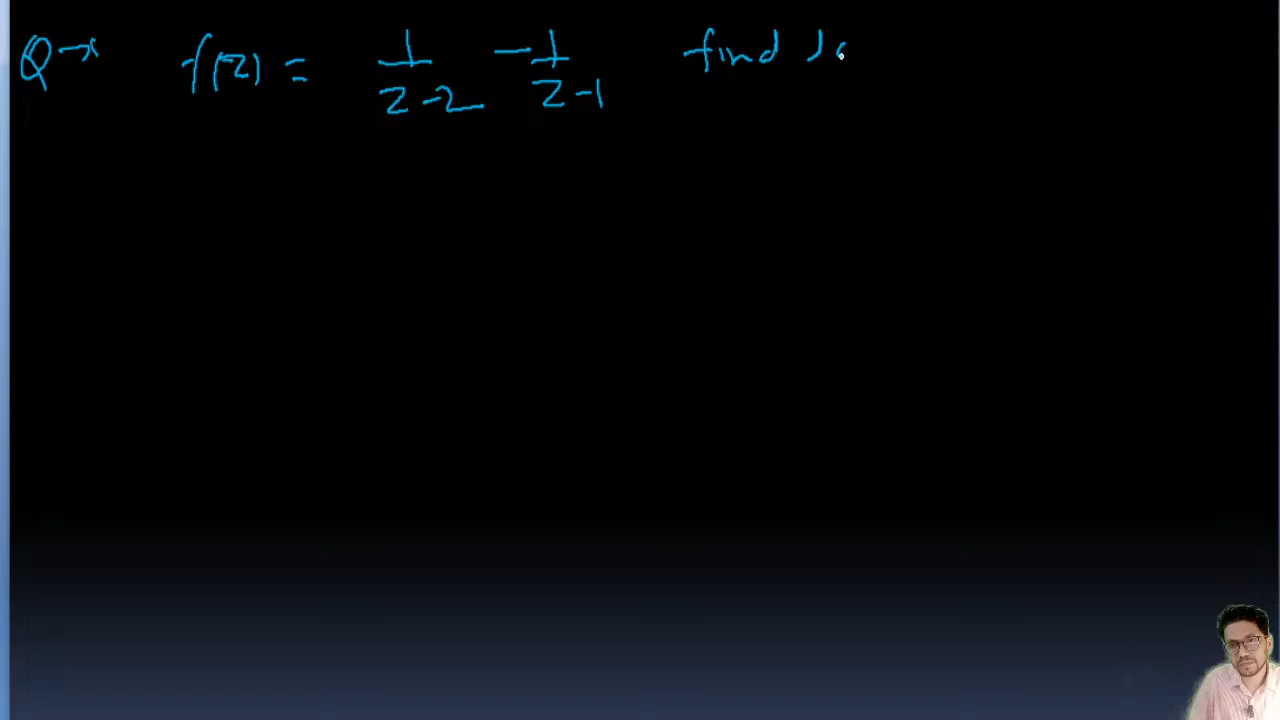 Q→ f(z) = 1/(z-2) - 1/(z-1) find